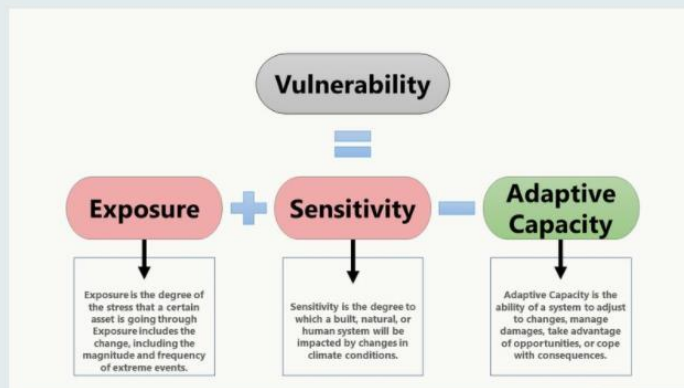 Vulnerability
=
Exposure + Sensitivity - Adaptive
Capacity
Exposure is the degree of
the stress that a certain
asset is going through
Exposure includes the
change, including the
magnitude and frequency
of extreme events.
Sensitivity is the degree to
which a built, natural, or
human system will be
impacted by changes in
climate conditions.
Adaptive Capacity is the
ability of a system to adjust
to changes, manage
damages, take advantage
of opportunities, or cope
with consequences.